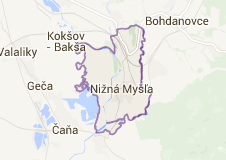 Bohdanovce
Kokšov
- Bakša
Valaliky
Geča
Nižná Myšľa
Čaňa